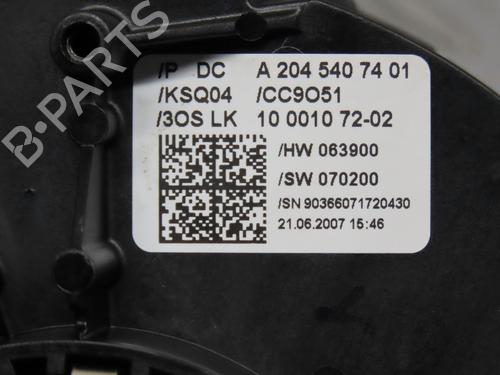 /P DC A 204 540 74 01
/KSQ04 /CC9O51
/3OS LK 10 0010 72-02
/HW 063900
/SW 070200
/SN 90366071720430
21.06.2007 15:46
B-PARTS